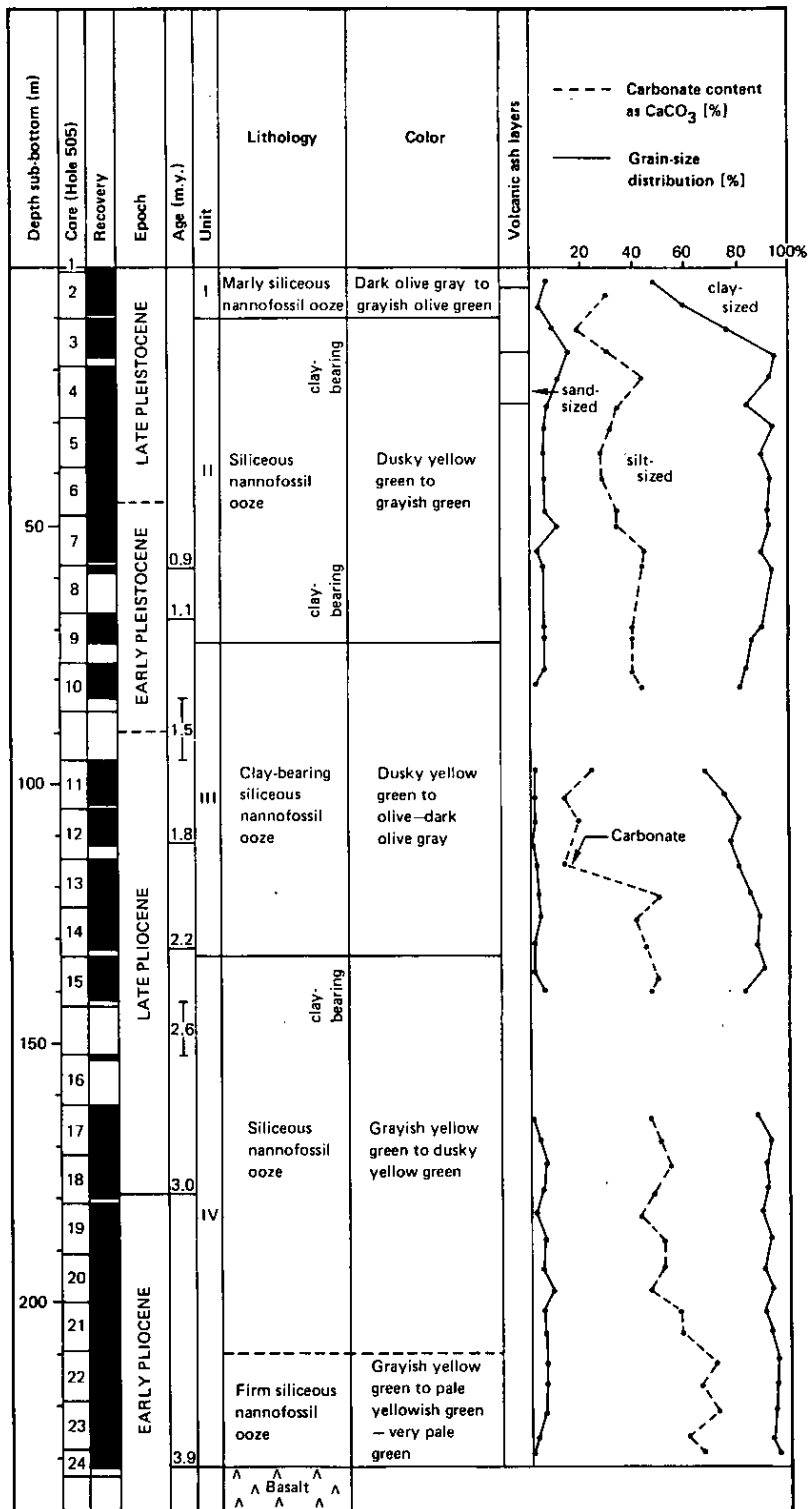 Depth sub-bottom (m)
Core (Hole 505)
Recovery
Epoch
Age (m.y.)
Unit
Lithology
Color
Volcanic ash layers
Carbonate content
as CaCO3 [%]
Grain-size
distribution [%]
20 40 60 80 100%
1
2
3
4
5
6
7
8
9
10
11
12
13
14
15
16
17
18
19
20
21
22
23
24
50
100
150
200
LATE PLEISTOCENE
EARLY PLEISTOCENE
LATE PLIOCENE
EARLY PLIOCENE
0.9
1.1
1.5
1.8
2.2
2.6
3.0
3.9
I
II
III
IV
Marly siliceous
nannofossil ooze
clay-
bearing
Siliceous
nannofossil
ooze
clay-
bearing
Clay-bearing
siliceous
nannofossil
ooze
clay-
bearing
Siliceous
nannofossil
ooze
Firm siliceous
nannofossil
ooze
Basalt
Dark olive gray to
grayish olive green
Dusky yellow
green to
grayish green
Dusky yellow
green to
olive—dark
olive gray
Grayish yellow
green to dusky
yellow green
Grayish yellow
green to pale
yellowish green
— very pale
green
clay-
sized
sand-
sized
silt-
sized
Carbonate